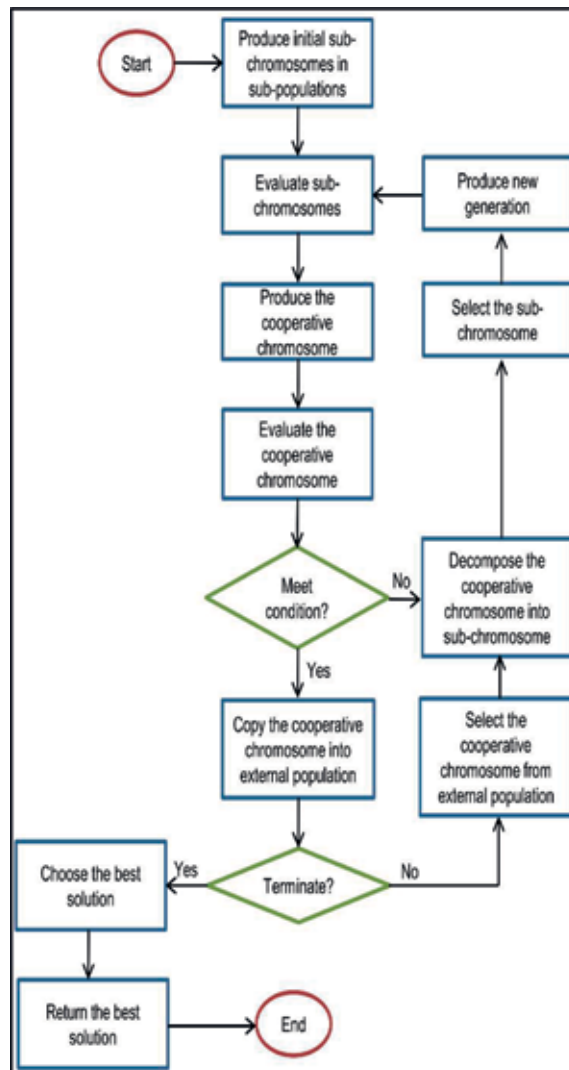 Start
Produce initial sub-
chromosomes in
sub-populations
Evaluate sub-
chromosomes
Produce new
generation
Produce the
cooperative
chromosome
Select the sub-
chromosome
Evaluate the
cooperative
chromosome
Meet
condition?
No
Decompose the
cooperative
chromosome into
sub-chromosome
Yes
Copy the cooperative
chromosome into
external population
Select the
cooperative
chromosome from
external population
Choose the best
solution
Yes
Terminate?
No
Return the best
solution
End